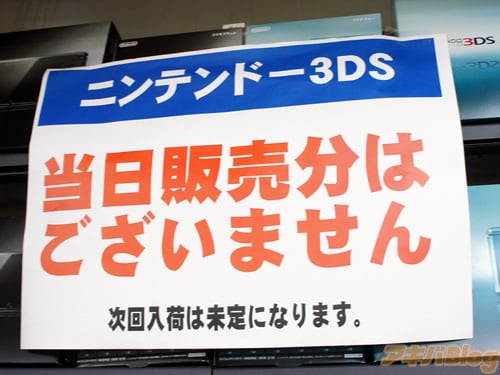 ニンテンドー3DS
当日販売分は
ございません
次回入荷は未定になります。
NDO3DS
アキバBlog